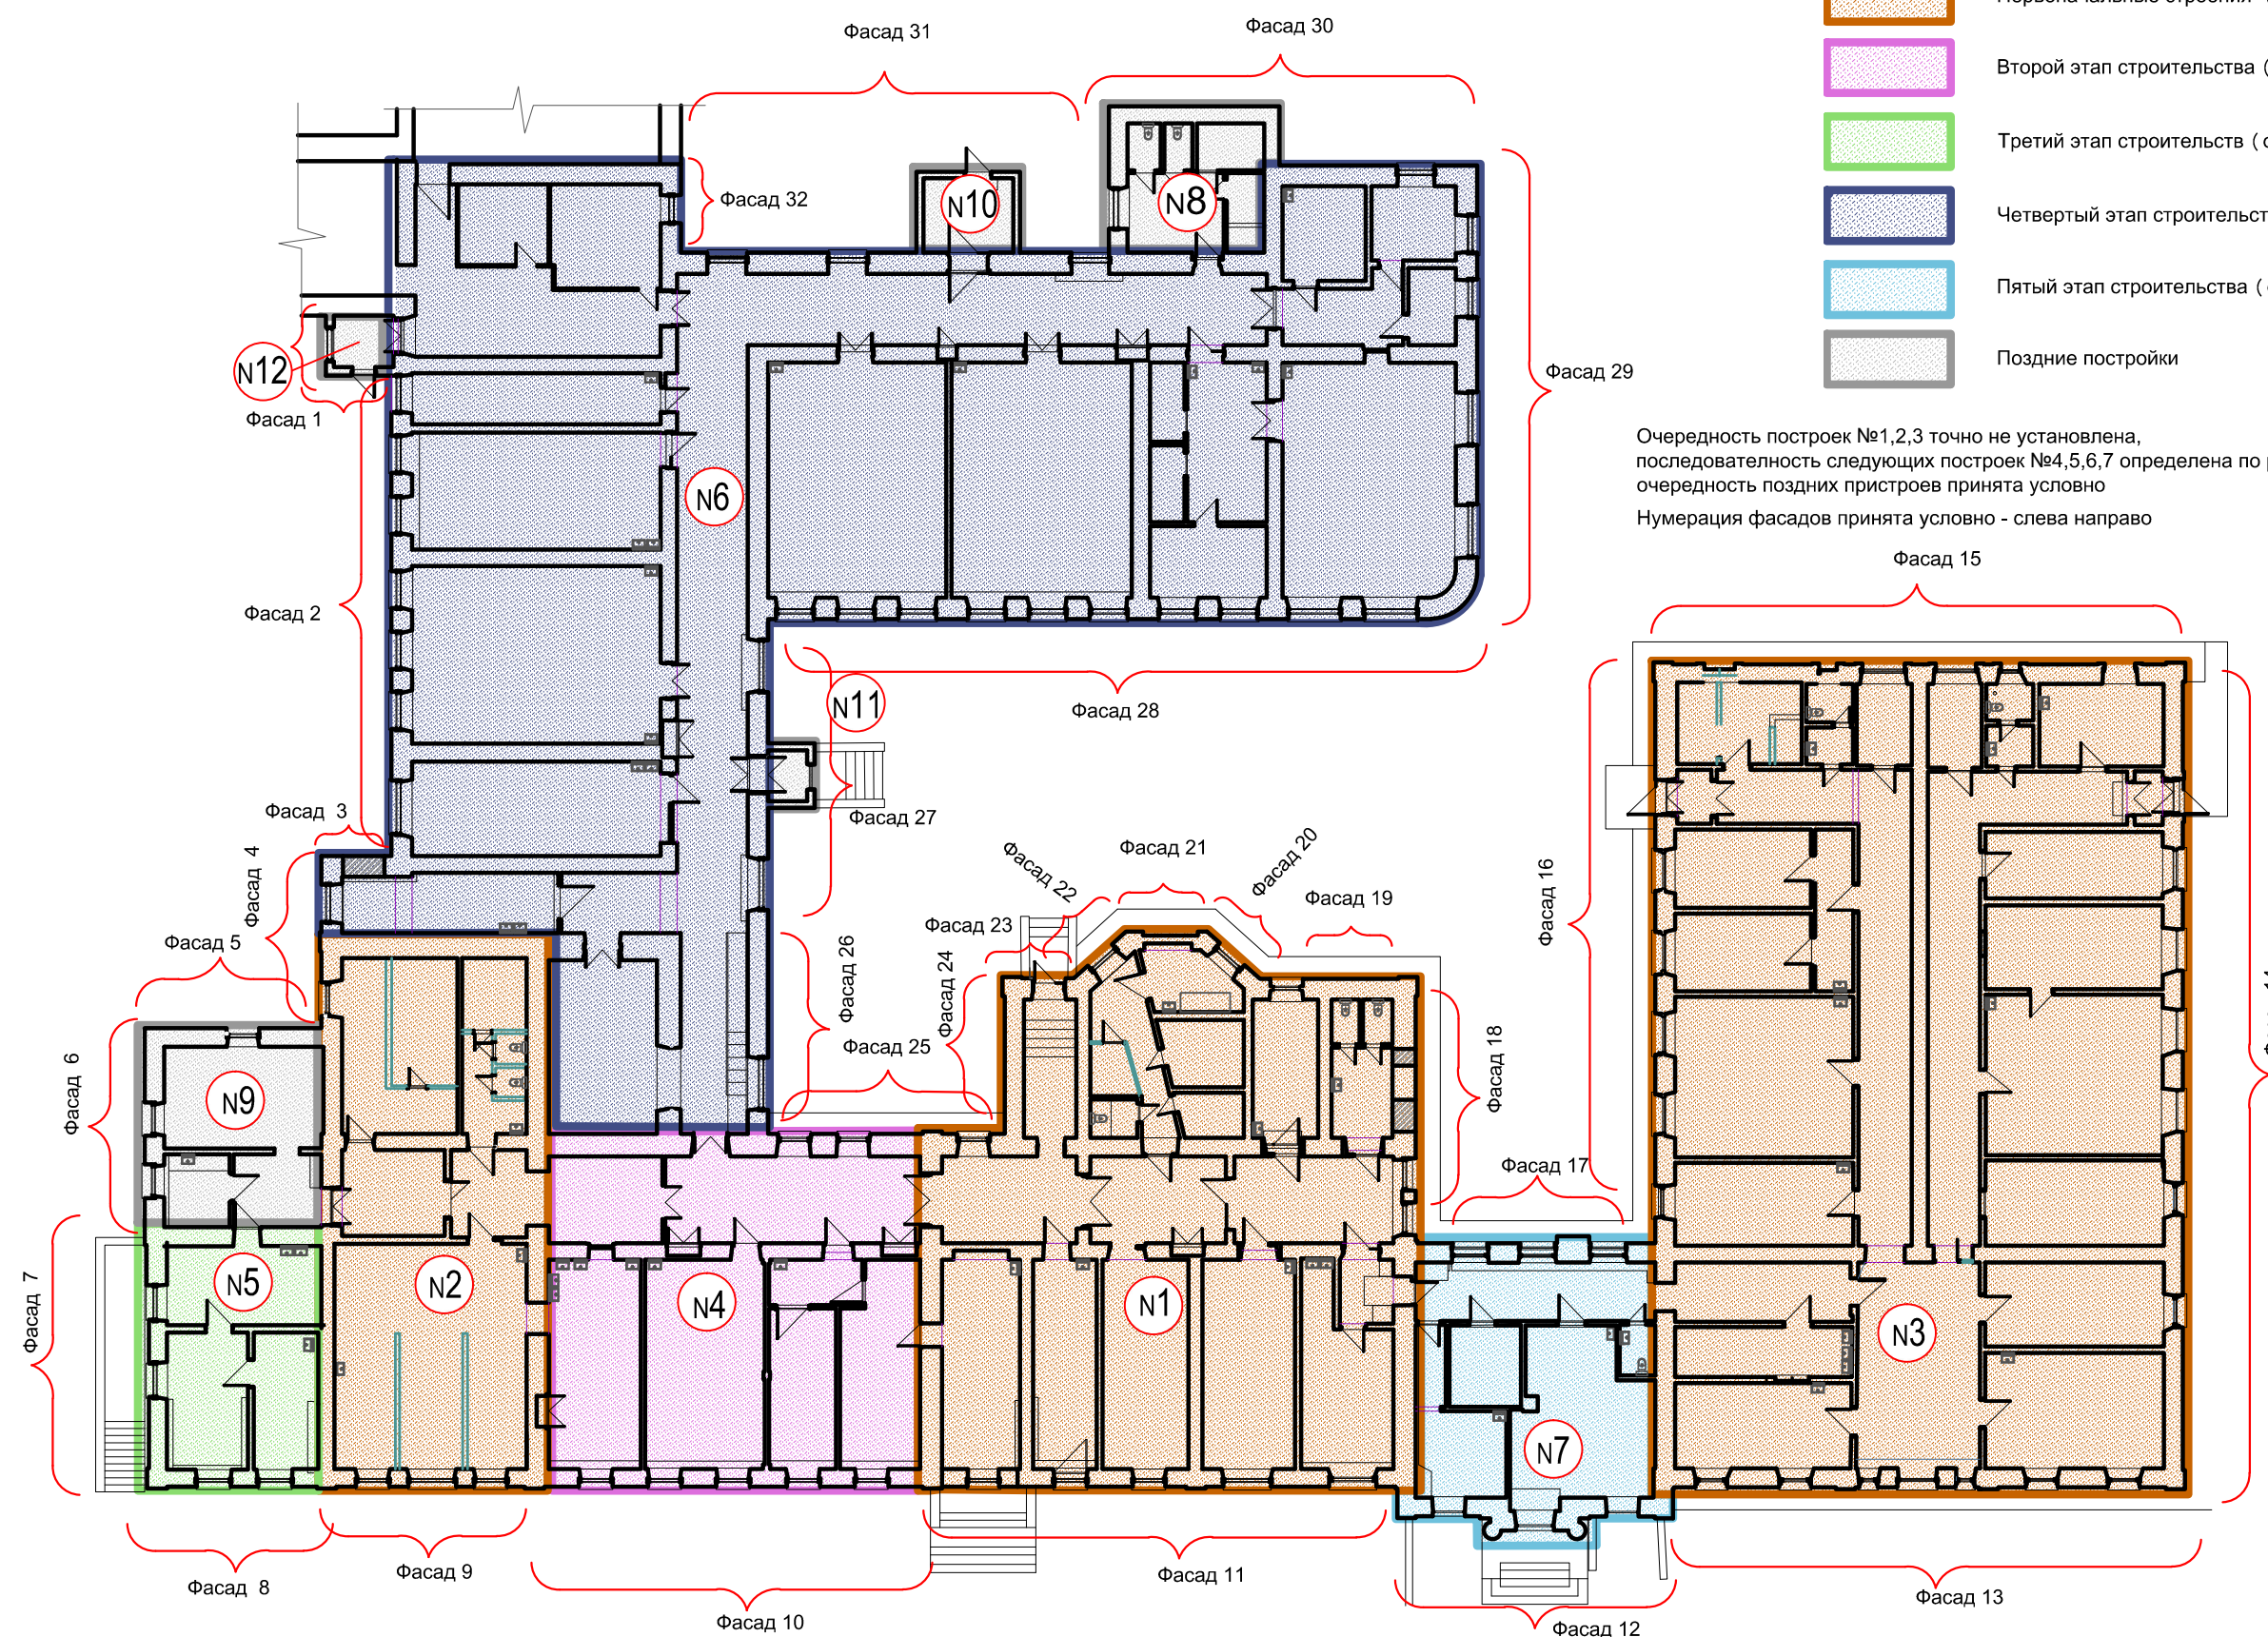 Фасад 31
Фасад 30
Второй этап строительства (
Третий этап строительств (
Фасад 32
N10
N8
Четвертый этап строительст
Пятый этап строительства (
N12
Поздние постройки
Фасад 29
Фасад 1
Очередность построек №1,2,3 точно не установлена,
последователность следующих построек №4,5,6,7 определена по
очередность поздних пристроев принята условно
Нумерация фасадов принята условно - слева направо
N6
Фасад 15
Фасад 2
N11
Фасад 28
Фасад 3
Фасад 27
Фасад 4
Фасад 22
Фасад 21
Фасад 20
Фасад 19
Фасад 16
Фасад 5
Фасад 23
Фасад 26
Фасад 24
Фасад 25
Фасад 18
Фасад 6
N9
Фасад 17
Фасад 7
N5
N2
N4
N1
N3
N7
Фасад 8
Фасад 9
Фасад 10
Фасад 11
Фасад 12
Фасад 13